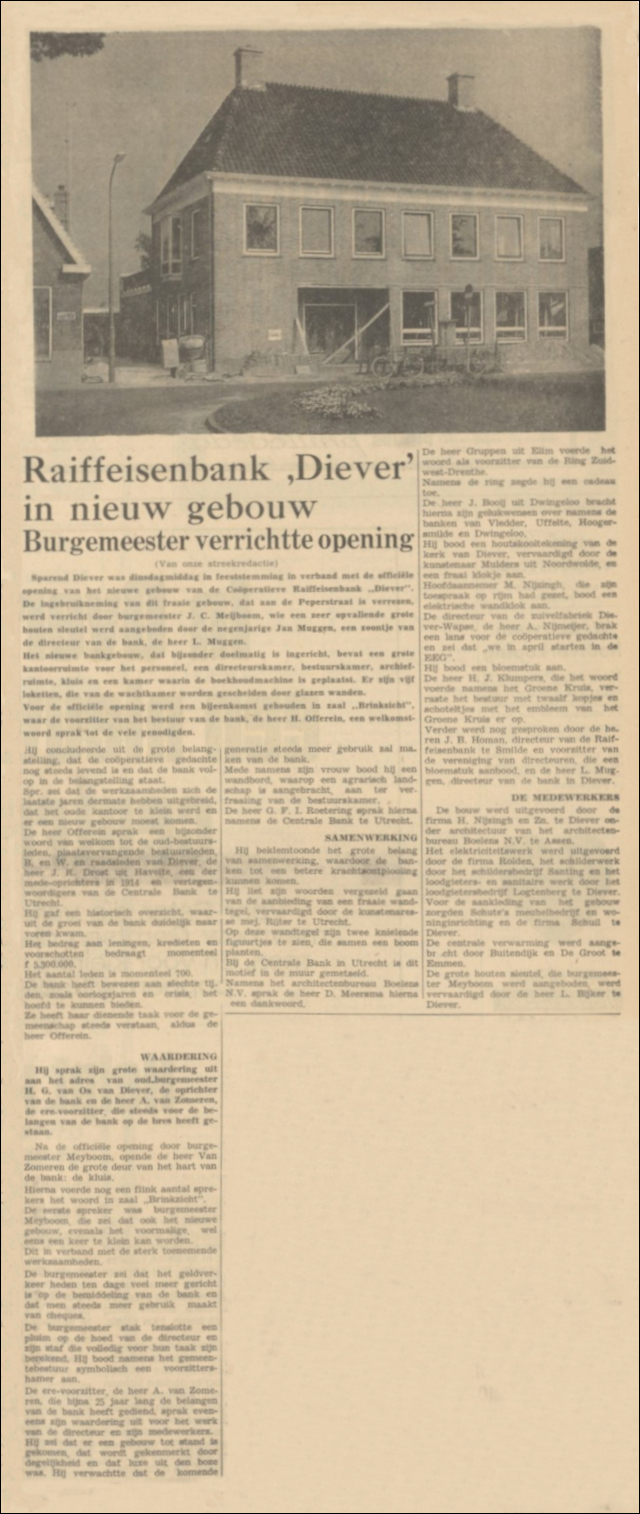 Raiffeisenbank ‚Diever’
in nieuw gebouw
Burgemeester verrichtte opening
(Van onze streekredactie)
Sparend Diever was dinsdagmiddag in feeststemming in verband met de officiële
opening van het nieuwe gebouw van de Coöperatieve Raiffeisenbank „Diever”.
De ingebruikneming van dit fraaie gebouw, dat aan de Peperstraat is verrezen,
werd verricht door burgemeester J. C. Meijboom, wie een zeer opvallende grote
houten sleutel werd aangeboden door de negenjarige Jan Muggen, een zoontje van
de directeur van de bank, de heer L. Muggen.
Het nieuwe bankgebouw, dat bijzonder doelmatig is ingericht, bevat een grote
kantoorruimte voor het personeel, een directeurskamer, bestuurskamer, archief-
ruimte, kluis en een kamer waarin de boekhoudmachine is geplaatst. Er zijn vijf
loketten, die van de wachtkamer worden gescheiden door glazen wanden.
Voor de officiële opening werd een bijeenkomst gehouden in zaal „Brinkzicht”,
waar de voorzitter van het bestuur van de bank, de heer H. Offerein, een welkomst-
woord sprak tot de vele genodigden.
Hij concludeerde uit de grote belang-
stelling, dat de coöperatieve gedachte
nog steeds levend is en dat de bank vol-
op in de belangstelling staat.
Spr. zei dat de werkzaamheden zich de
laatste jaren dermate hebben uitgebreid,
dat het oude kantoor te klein werd en
er een nieuw gebouw moest komen.
De heer Offerein sprak een bijzonder
woord van welkom tot de oud-bestuurs-
leden, plaatsvervangende bestuursleden,
B. en W. en raadsleden van Diever, de
heer J. R. Drost uit Havelte, een der
mede-oprichters in 1914 en vertegen-
woordigers van de Centrale Bank te
Utrecht.
Hij gaf een historisch overzicht, waar-
uit de groei van de bank duidelijk naar
voren kwam.
Het bedrag aan leningen, kredieten en
voorschotten bedraagt momenteel
f 5.300.000.
Het aantal leden is momenteel 700.
De bank heeft bewezen aan slechte tij-
den, zoals oorlogsjaren en crisis, het
hoofd te kunnen bieden.
Ze heeft haar dienende taak voor de ge-
meenschap steeds verstaan, aldus de
heer Offerein.
WAARDERING
Hij sprak zijn grote waardering uit
aan het adres van oud-burgemeester
H. G. van Os van Diever, de oprichter
van de bank en de heer A. van Zomeren,
de ere-voorzitter, die steeds voor de be-
langen van de bank op de bres heeft ge-
staan.
Na de officiële opening door burge-
meester Meyboom, opende de heer Van
Zomeren de grote deur van het hart van
de bank: de kluis.
Hierna voerde nog een flink aantal spre-
kers het woord in zaal „Brinkzicht”.
De eerste spreker was burgemeester
Meyboom, die zei dat ook het nieuwe
gebouw, evenals het voormalige, wel
eens een keer te klein kan worden.
Dit in verband met de sterk toenemende
werkzaamheden.
De burgemeester zei dat het geldver-
keer heden ten dage veel meer gericht
is op de bemiddeling van de bank en
dat men steeds meer gebruik maakt
van cheques.
De burgemeester stak tenslotte een
pluim op de hoed van de directeur en
zijn staf die volledig voor hun taak zijn
berekend. Hij bood namens het gemeen-
tebestuur symbolisch een voorzitters-
hamer aan.
De ere-voorzitter, de heer A. van Zome-
ren, die bijna 25 jaar lang de belangen
van de bank heeft gediend, sprak even-
eens zijn waardering uit voor het werk
van de directeur en zijn medewerkers.
Hij zei dat er een gebouw tot stand is
gekomen, dat wordt gekenmerkt door
degelijkheid en dat luxe uit den boze
was. Hij verwachtte dat de komende
generatie steeds meer gebruik zal ma-
ken van de bank.
Mede namens zijn vrouw bood hij een
wandbord, waarop een agrarisch land-
schap is aangebracht, aan ter ver-
fraaiing van de bestuurskamer.
De heer G. F. I. Roetering sprak hierna
namens de Centrale Bank te Utrecht.
SAMENWERKING
Hij beklemtoonde het grote belang
van samenwerking, waardoor de ban-
ken tot een betere krachtsontplooiing
kunnen komen.
Hij liet zijn woorden vergezeld gaan
van de aanbieding van een fraaie wand-
tegel, vervaardigd door de kunstenares-
se mej. Rijter te Utrecht.
Op deze wandtegel zijn twee knielende
figuurtjes te zien, die samen een boom
planten.
Bij de Centrale Bank in Utrecht is dit
motief in de muur gemetseld.
Namens het architectenbureau Boelens
N.V. sprak de heer D. Meersma hierna
een dankwoord.
De heer Gruppen uit Elim voerde het
woord als voorzitter van de Ring Zuid-
west-Drenthe.
Namens de ring zegde hij een cadeau
toe.
De heer J. Booij uit Dwingeloo bracht
hierna zijn gelukwensen over namens de
banken van Vledder, Uffelte, Hooger-
smilde en Dwingeloo.
Hij bood een houtskooltekening van de
kerk van Diever, vervaardigd door de
kunstenaar Mulders uit Noordwolde, en
een fraai klokje aan.
Hoofdaannemer M. Nijzingh, die zijn
toespraak op rijm had gezet, bood een
elektrische wandklok aan.
De directeur van de zuivelfabriek Die-
ver-Wapse, de heer A. Nijmeijer, brak
een lans voor de coöperatieve gedachte
en zei dat „we in april starten in de
EEG”.
Hij bood een bloemstuk aan.
De heer H. J. Klumpers, die het woord
voerde namens het Groene Kruis, ver-
raste het bestuur met twaalf kopjes en
schoteltjes met het embleem van het
Groene Kruis er op.
Verder werd nog gesproken door de he-
ren J. B. Homan, directeur van de Raif-
feisenbank te Smilde en voorzitter van
de vereniging van directeuren, die een
bloemstuk aanbood, en de heer L. Mug-
gen, directeur van de bank in Diever.
DE MEDEWERKERS
De bouw werd uitgevoerd door de
firma H. Nijzingh en Zn. te Diever on-
der architectuur van het architecten-
bureau Boelens N.V. te Assen.
Het elektriciteitswerk werd uitgevoerd
door de firma Rolden, het schilderwerk
door het schildersbedrijf Santing en het
loodgieters- en sanitaire werk door het
loodgietersbedrijf Logtenberg te Diever.
Voor de aankleding van het gebouw
zorgden Schute's meubelbedrijf en wo-
ninginrichting en de firma Schuil te
Diever.
De centrale verwarming werd aange-
br.cht door Buitendijk en De Groot te
Emmen.
De grote houten sleutel, die burgemees-
ter Meyboom werd aangeboden, werd
vervaardigd door de heer L. Bijker te
Diever.